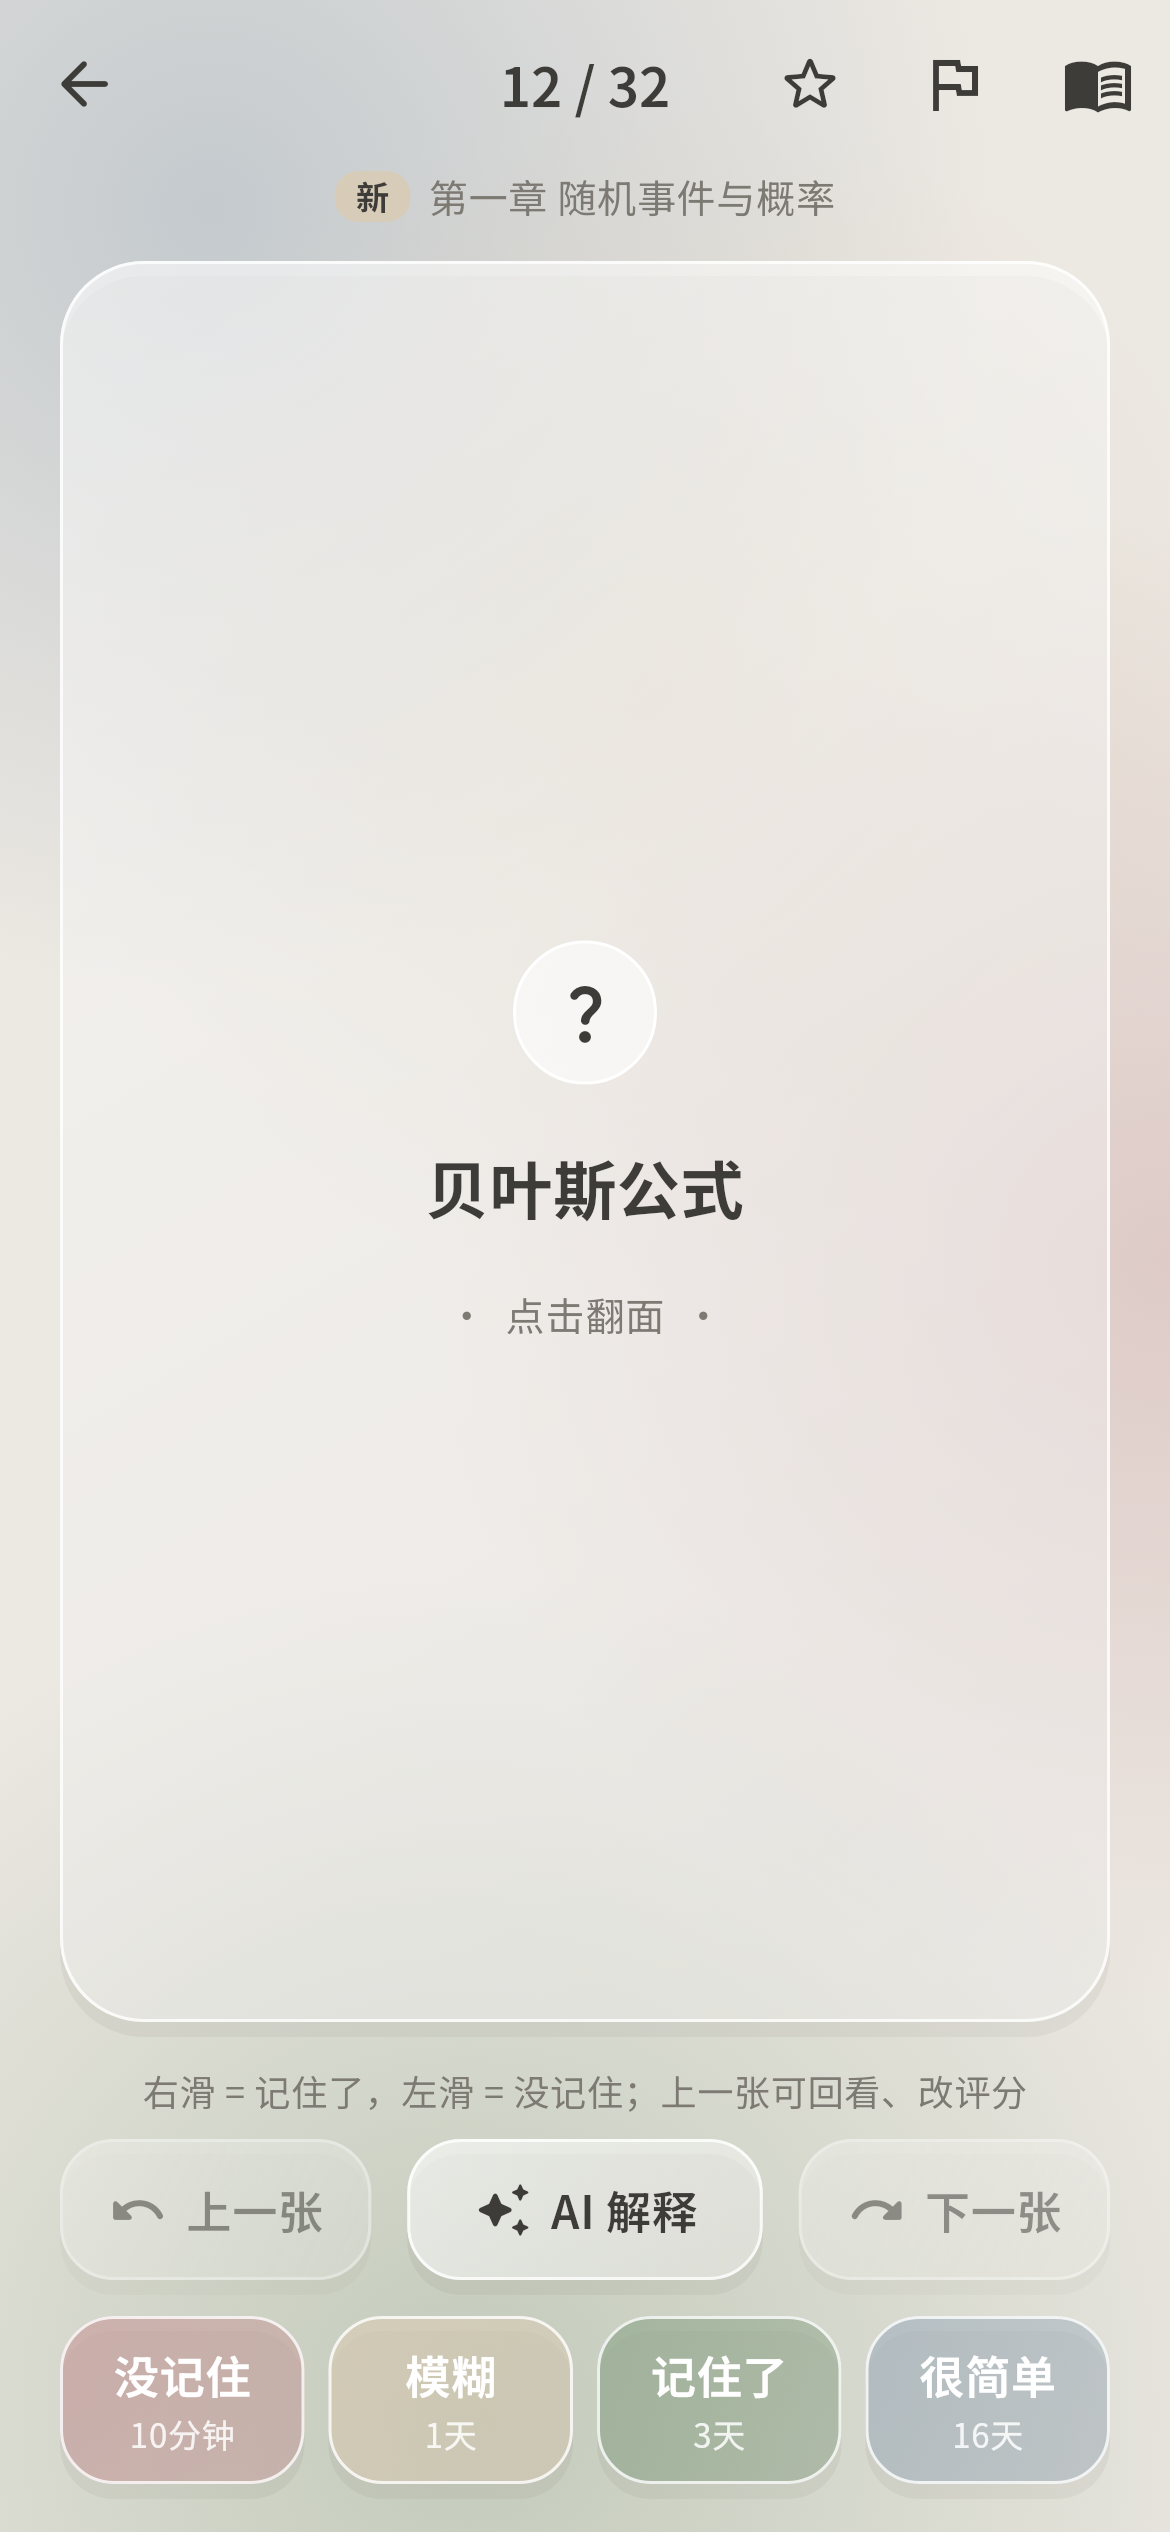 12 / 32
新 第一章 随机事件与概率
?
贝叶斯公式
· 点击翻面 ·
右滑 = 记住了，左滑 = 没记住；上一张可回看、改评分
上一张 AI 解释 下一张
没记住 模糊 记住了 很简单
10分钟 1天 3天 16天